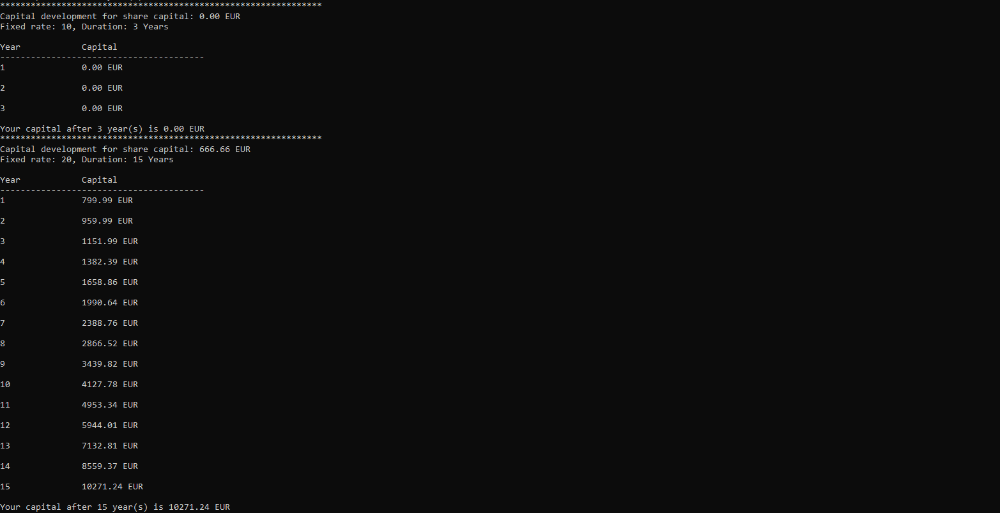 ***************************************************************
Capital development for share capital: 0.00 EUR
Fixed rate: 10, Duration: 3 Years
Year Capital
----------------------------------------
1 0.00 EUR
2 0.00 EUR
3 0.00 EUR
Your capital after 3 year(s) is 0.00 EUR
***************************************************************
Capital development for share capital: 666.66 EUR
Fixed rate: 20, Duration: 15 Years
Year Capital
----------------------------------------
1 799.99 EUR
2 959.99 EUR
3 1151.99 EUR
4 1382.39 EUR
5 1658.86 EUR
6 1990.64 EUR
7 2388.76 EUR
8 2866.52 EUR
9 3439.82 EUR
10 4127.78 EUR
11 4953.34 EUR
12 5944.01 EUR
13 7132.81 EUR
14 8559.37 EUR
15 10271.24 EUR
Your capital after 15 year(s) is 10271.24 EUR